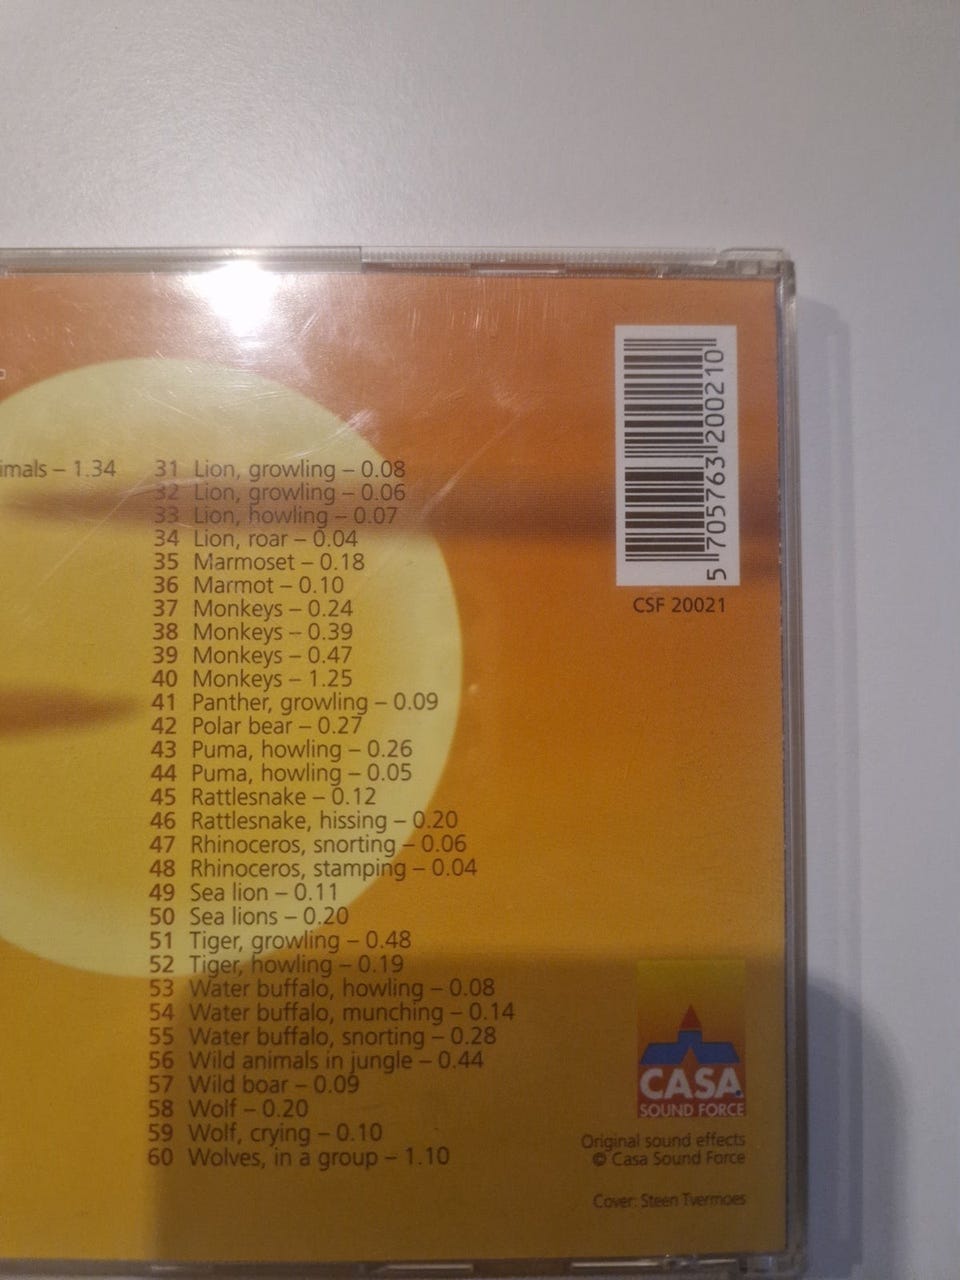 imals – 1.34
31 Lion, growling – 0.08
32 Lion, growling – 0.06
33 Lion, howling – 0.07
34 Lion, roar – 0.04
35 Marmoset – 0.18
36 Marmot – 0.10
37 Monkeys – 0.24
38 Monkeys – 0.39
39 Monkeys – 0.47
40 Monkeys – 1.25
41 Panther, growling – 0.09
42 Polar bear – 0.27
43 Puma, howling – 0.26
44 Puma, howling – 0.05
45 Rattlesnake – 0.12
46 Rattlesnake, hissing – 0.20
47 Rhinoceros, snorting – 0.06
48 Rhinoceros, stamping – 0.04
49 Sea lion – 0.11
50 Sea lions – 0.20
51 Tiger, growling – 0.48
52 Tiger, howling – 0.19
53 Water buffalo, howling – 0.08
54 Water buffalo, munching – 0.14
55 Water buffalo, snorting – 0.28
56 Wild animals in jungle – 0.44
57 Wild boar – 0.09
58 Wolf – 0.20
59 Wolf, crying – 0.10
60 Wolves, in a group – 1.10
5 705763 200210
CSF 20021
CASA
SOUND FORCE
Original sound effects
© Casa Sound Force
Cover: Steen Tvermoes